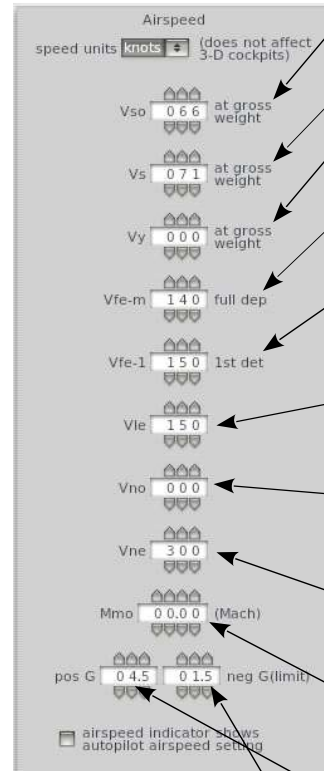 Airspeed
speed units knots (does not affect
3-D cockpits)
Vso 066 at gross
weight
Vs 071 at gross
weight
Vy 000 at gross
weight
Vfe-m 140 full dep
Vfe-1 150 1st det
Vle 150
Vno 000
Vne 300
Mmo 00.00 (Mach)
pos G 04.5 01.5 neg G(limit)
airspeed indicator shows
autopilot airspeed setting